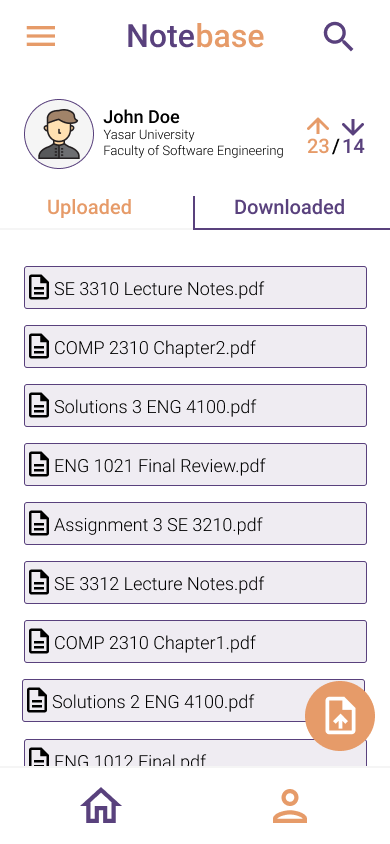 Notebase
John Doe
Yasar University
Faculty of Software Engineering
23/14
Uploaded
Downloaded
SE 3310 Lecture Notes.pdf
COMP 2310 Chapter2.pdf
Solutions 3 ENG 4100.pdf
ENG 1021 Final Review.pdf
Assignment 3 SE 3210.pdf
SE 3312 Lecture Notes.pdf
COMP 2310 Chapter1.pdf
Solutions 2 ENG 4100.pdf
ENG 1012 Final.pdf